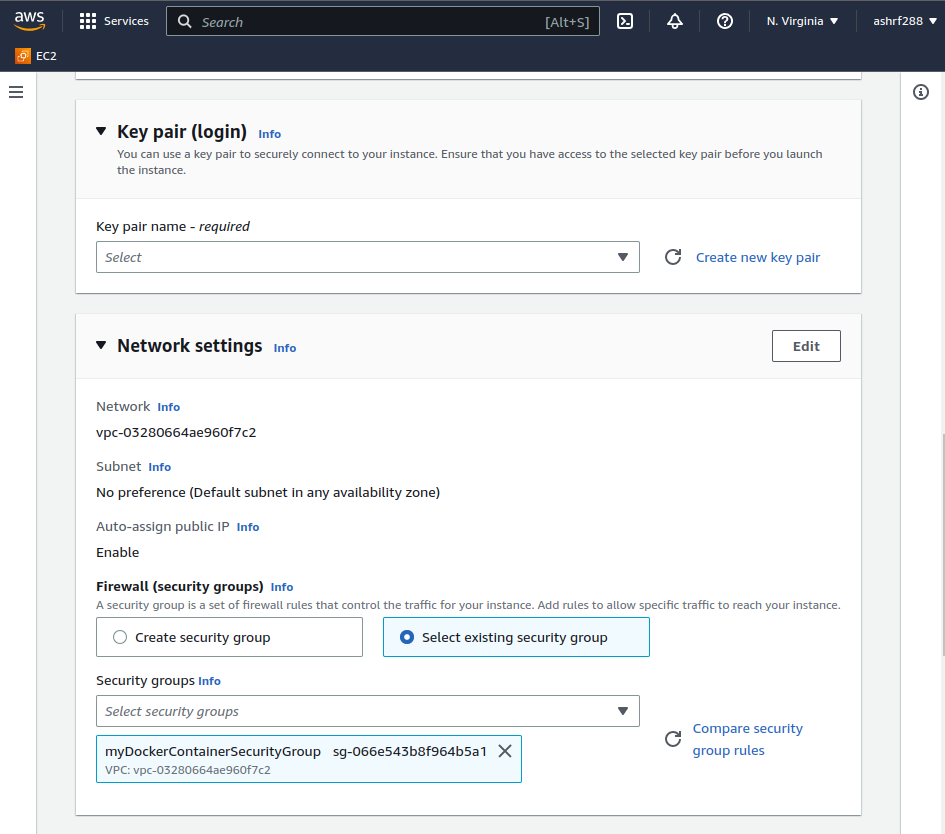 aws Services Search [Alt+S] N. Virginia ashrf288
EC2
Key pair (login) Info
You can use a key pair to securely connect to your instance. Ensure that you have access to the selected key pair before you launch
the instance.
Key pair name - required
Select
Create new key pair
Network settings Info
Edit
Network Info
vpc-03280664ae960f7c2
Subnet Info
No preference (Default subnet in any availability zone)
Auto-assign public IP Info
Enable
Firewall (security groups) Info
A security group is a set of firewall rules that control the traffic for your instance. Add rules to allow specific traffic to reach your instance.
Create security group
Select existing security group
Security groups Info
Select security groups
Compare security
group rules
myDockerContainerSecurityGroup sg-066e543b8f964b5a1
VPC: vpc-03280664ae960f7c2